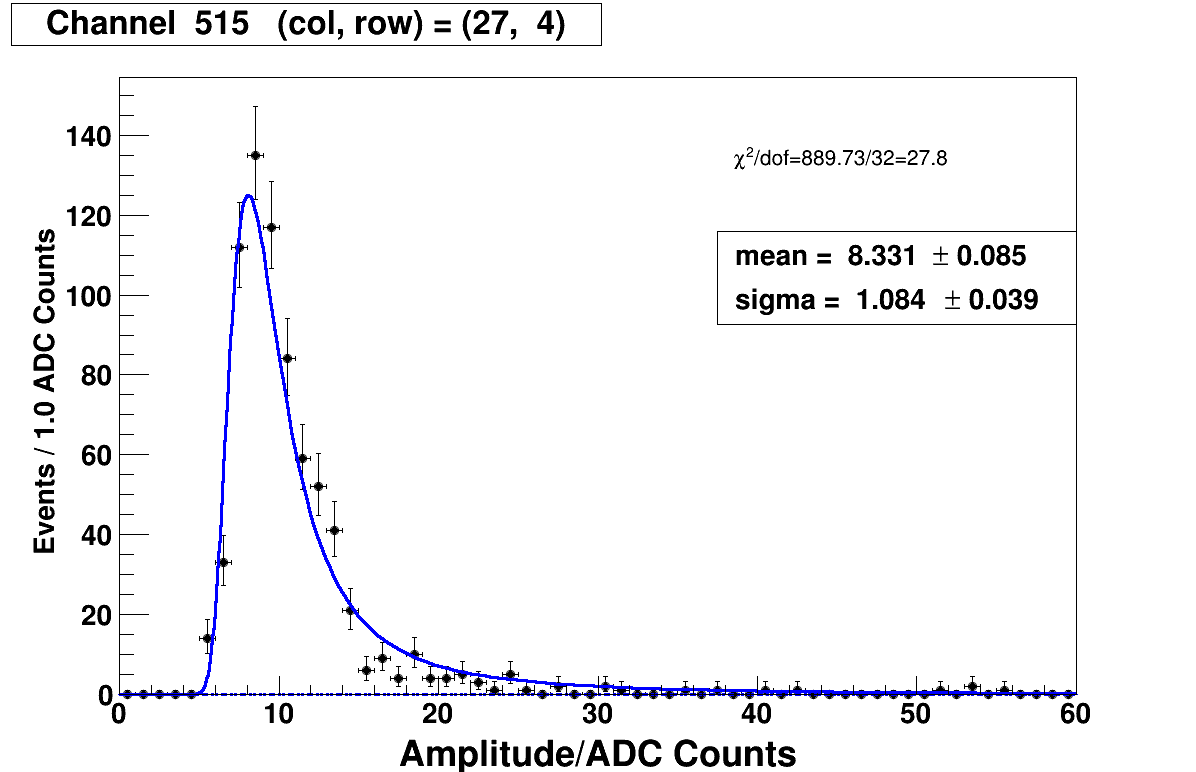 Channel 515 (col, row) = (27, 4)
χ²/dof=889.73/32=27.8
mean = 8.331 ± 0.085
sigma = 1.084 ± 0.039
Events / 1.0 ADC Counts
140
120
100
80
60
40
20
0
0 10 20 30 40 50 60
Amplitude/ADC Counts